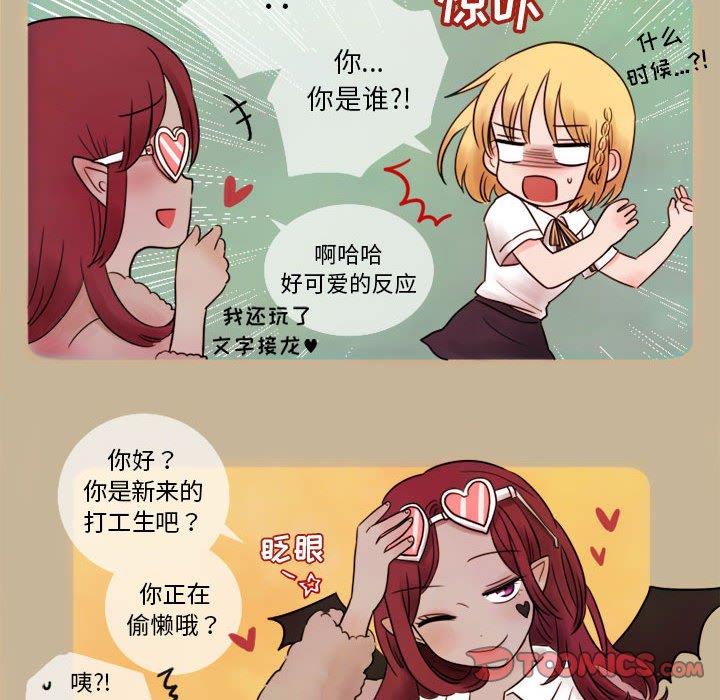 惊吓
你...
你是谁?!
什么
时候...?!
啊哈哈
好可爱的反应
我还玩了
文字接龙♥
你好？
你是新来的
打工生吧？
眨眼
你正在
偷懒哦？
咦?!
TOOMICS.COM